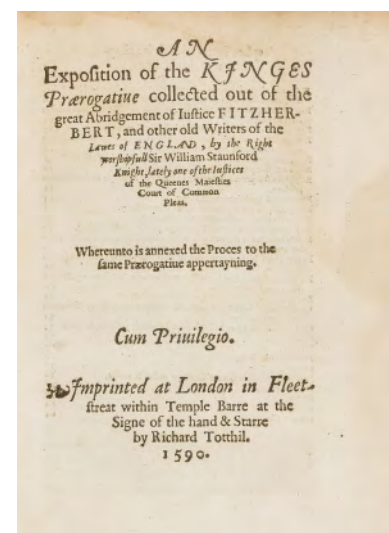 AN
Expoſition of the KINGES
Prærogatiue collected out of the
great Abridgement of Iuſtice FITZHER-
BERT, and other old Writers of the
Lawes of ENGLAND, by the Right
worſhipfull Sir William Staunford
Knight, lately one of the Iuſtices
of the Queenes Maieſties
Court of Common
Pleas.
Whereunto is annexed the Proces to the
ſame Prærogatiue appertayning.
Cum Priuilegio.
Imprinted at London in Fleet-
ſtreat within Temple Barre at the
Signe of the hand & Starre
by Richard Totthil.
1590.